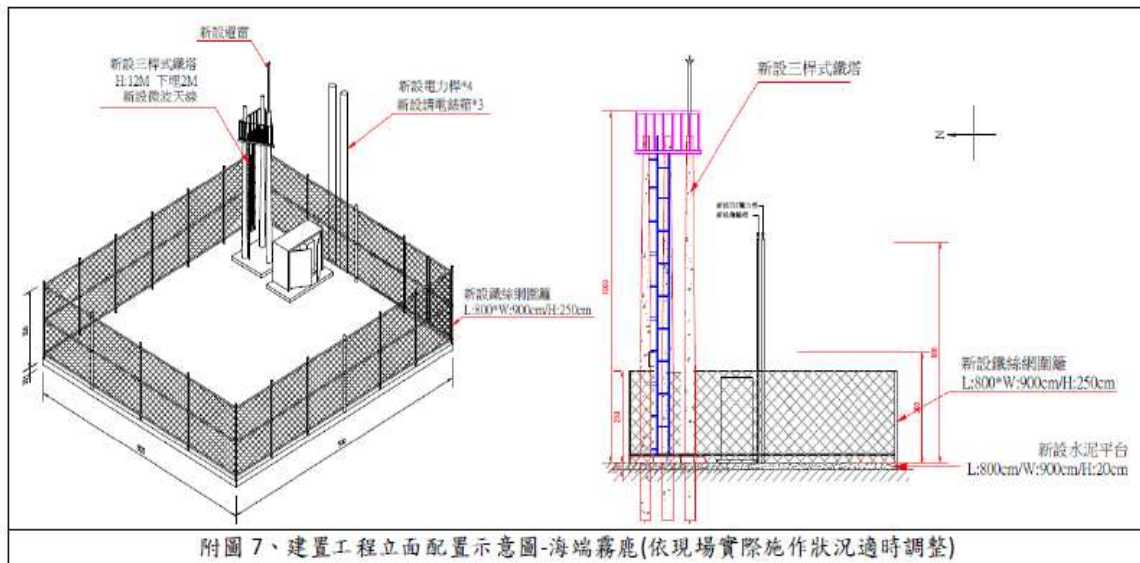 新設避雷
新設三桿式鐵塔
H:12M 下埋2M
新設微波天線
新設電力桿*4
新設請電錶箱*3
新設鐵絲網圍籬
L:800*W:900cm/H:250cm
新設三桿式鐵塔
N
1000
250
新設鐵絲網圍籬
L:800*W:900cm/H:250cm
新設水泥平台
L:800cm/W:900cm/H:20cm
附圖 7、建置工程立面配置示意圖-海端霧鹿(依現場實際施作狀況適時調整)